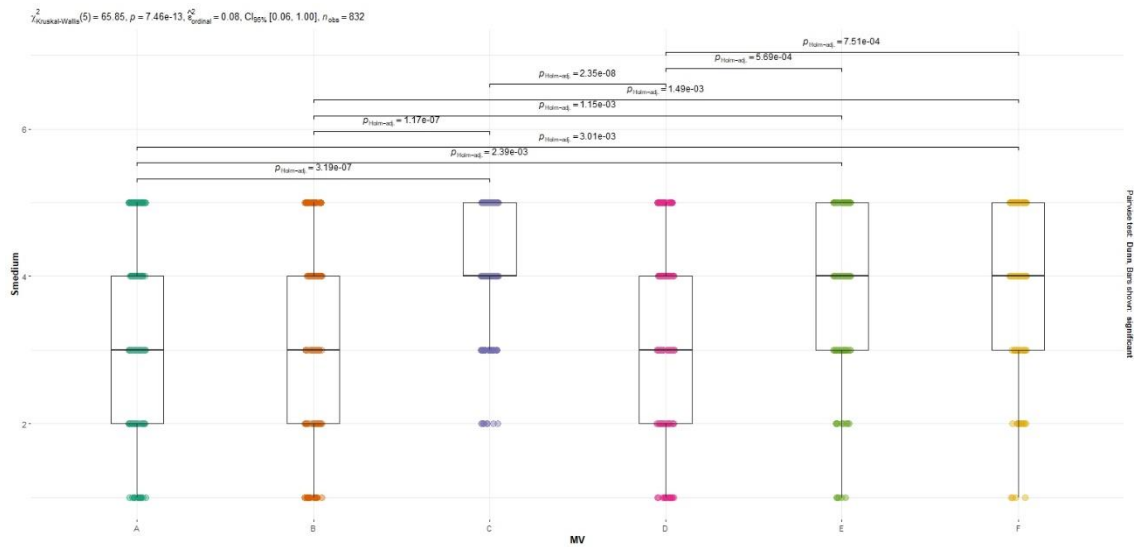 χ²Kruskal-Wallis(5) = 65.85, p = 7.46e-13, ε̂²ordinal = 0.08, CI95% [0.06, 1.00], nobs = 832
pHolm-adj. = 7.51e-04
pHolm-adj. = 5.69e-04
pHolm-adj. = 2.35e-08
pHolm-adj. = 1.49e-03
pHolm-adj. = 1.15e-03
pHolm-adj. = 1.17e-07
pHolm-adj. = 3.01e-03
pHolm-adj. = 2.39e-03
pHolm-adj. = 3.19e-07
6
4
2
Smedium
A B C D E F
MV
Pairwise test: Dunn, Bars shown: significant